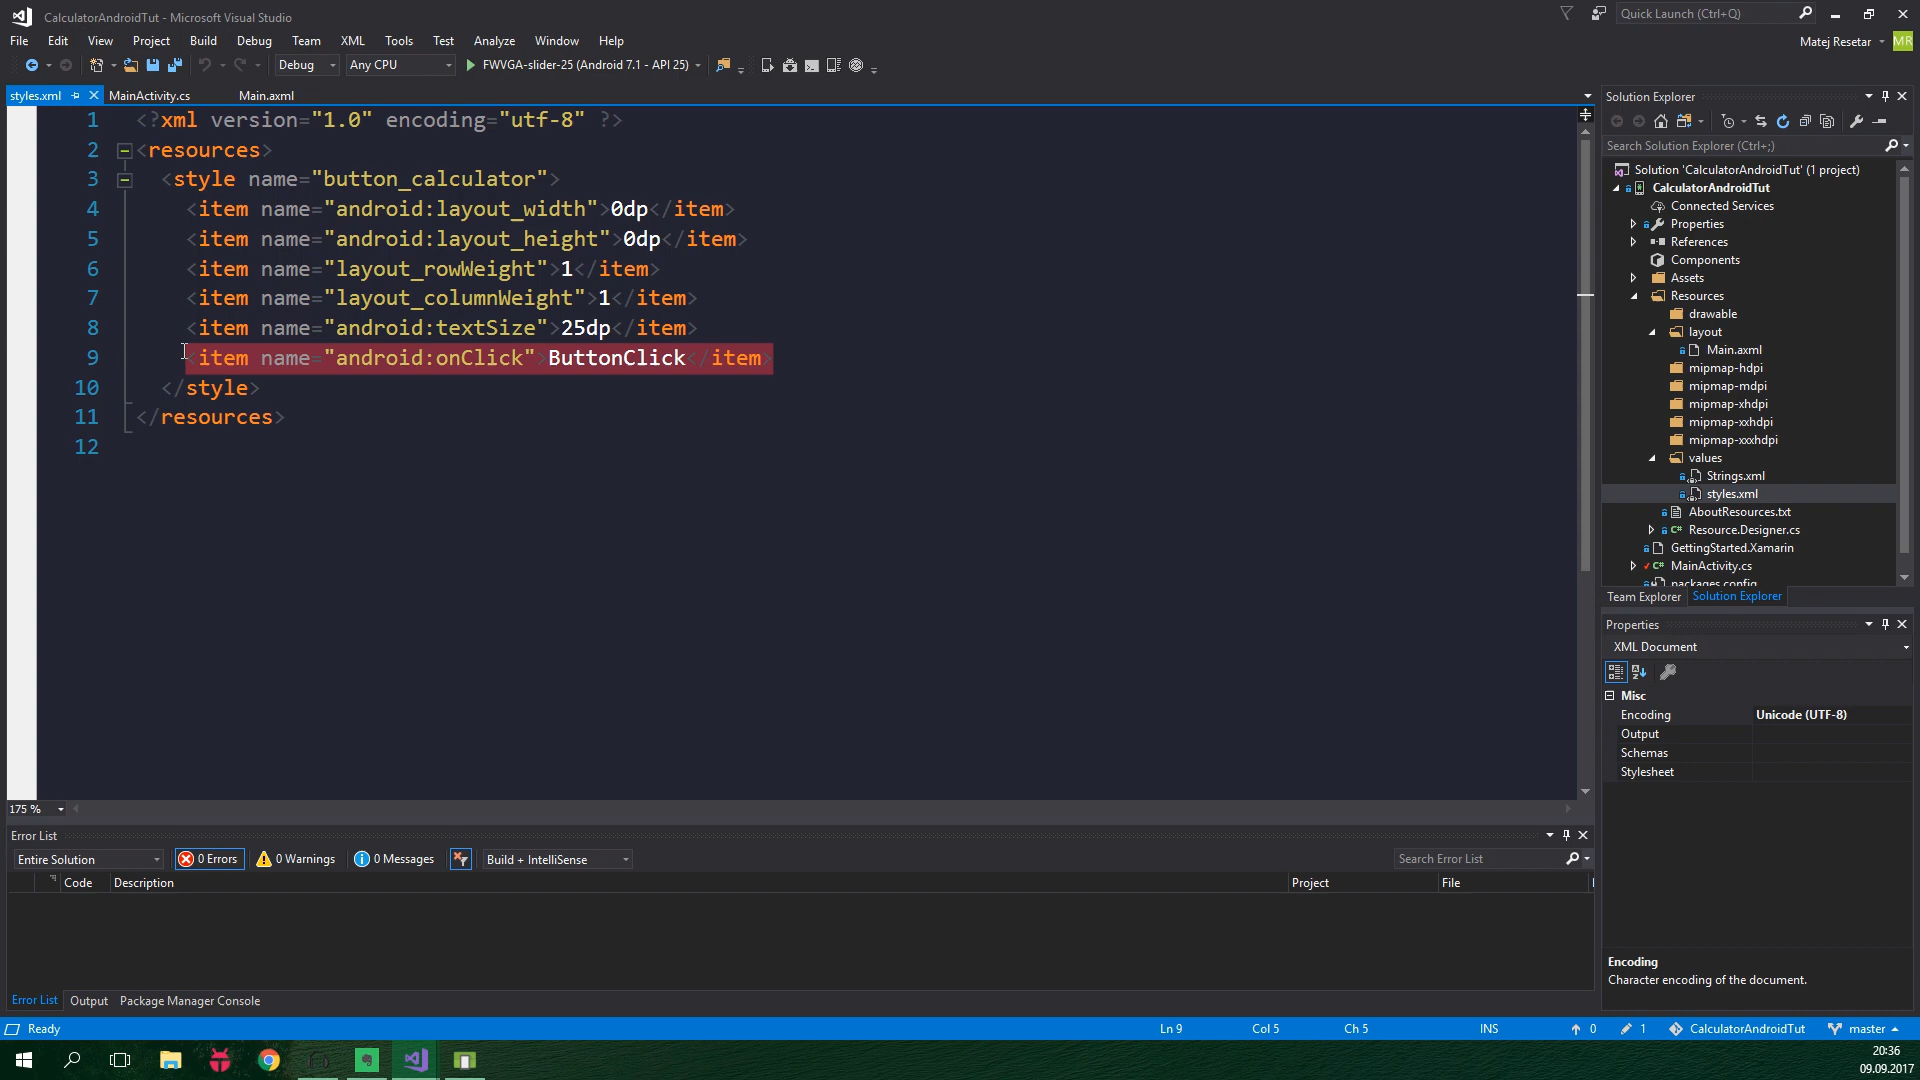 CalculatorAndroidTut - Microsoft Visual Studio
Quick Launch (Ctrl+Q)
File Edit View Project Build Debug Team XML Tools Test Analyze Window Help
Matej Resetar MR
Debug Any CPU FWVGA-slider-25 (Android 7.1 - API 25)
styles.xml MainActivity.cs Main.axml
1 <?xml version="1.0" encoding="utf-8" ?>
2 <resources>
3 <style name="button_calculator">
4 <item name="android:layout_width">0dp</item>
5 <item name="android:layout_height">0dp</item>
6 <item name="layout_rowWeight">1</item>
7 <item name="layout_columnWeight">1</item>
8 <item name="android:textSize">25dp</item>
9 <item name="android:onClick">ButtonClick</item>
10 </style>
11 </resources>
12
175 %
Solution Explorer
Search Solution Explorer (Ctrl+;)
Solution 'CalculatorAndroidTut' (1 project)
CalculatorAndroidTut
Connected Services
Properties
References
Components
Assets
Resources
drawable
layout
Main.axml
mipmap-hdpi
mipmap-mdpi
mipmap-xhdpi
mipmap-xxhdpi
mipmap-xxxhdpi
values
Strings.xml
styles.xml
AboutResources.txt
C# Resource.Designer.cs
GettingStarted.Xamarin
C# MainActivity.cs
packages.config
Team Explorer Solution Explorer
Properties
XML Document
Misc
Encoding Unicode (UTF-8)
Output
Schemas
Stylesheet
Encoding
Character encoding of the document.
Error List
Entire Solution 0 Errors 0 Warnings 0 Messages Build + IntelliSense Search Error List
Code Description Project File
Error List Output Package Manager Console
Ready Ln 9 Col 5 Ch 5 INS 0 1 CalculatorAndroidTut master
20:36
09.09.2017